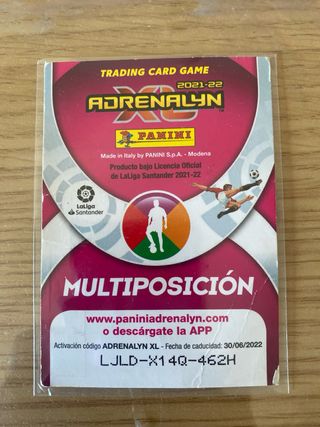 TRADING CARD GAME
2021-22
ADRENALYN XL
PANINI
Made in Italy by PANINI S.p.A. - Modena
Producto bajo Licencia Oficial
de LaLiga Santander 2021-22
LaLiga
Santander
MULTIPOSICIÓN
www.paniniadrenalyn.com
o descárgate la APP
Activación código ADRENALYN XL - Fecha de caducidad: 30/06/2022
LJLD-X14Q-462H